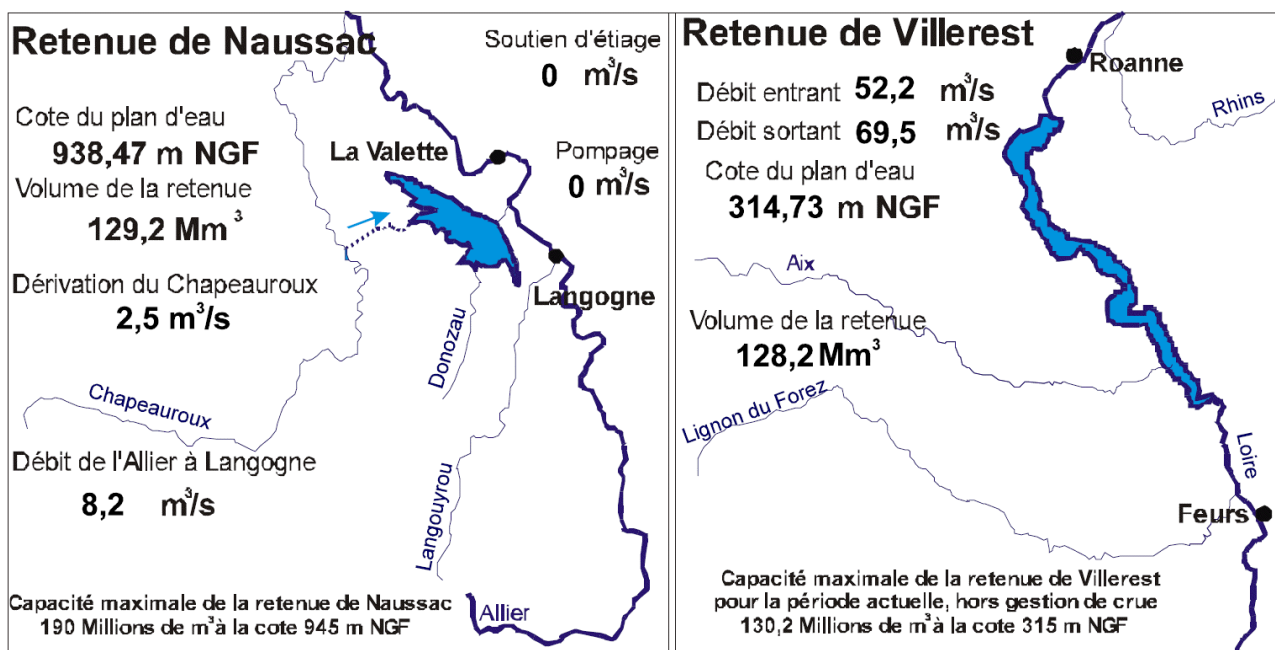 Retenue de Naussac
Soutien d'étiage
0 m³/s
Cote du plan d'eau
938,47 m NGF
La Valette
Pompage
0 m³/s
Volume de la retenue
129,2 Mm³
Dérivation du Chapeauroux
2,5 m³/s
Langogne
Donozau
Chapeauroux
Débit de l'Allier à Langogne
8,2 m³/s
Langouyrou
Allier
Capacité maximale de la retenue de Naussac
190 Millions de m³à la cote 945 m NGF
Retenue de Villerest
Roanne
Débit entrant 52,2 m³/s
Rhins
Débit sortant 69,5 m³/s
Cote du plan d'eau
314,73 m NGF
Aix
Volume de la retenue
128,2 Mm³
Lignon du Forez
Loire
Feurs
Capacité maximale de la retenue de Villerest
pour la période actuelle, hors gestion de crue
130,2 Millions de m³à la cote 315 m NGF